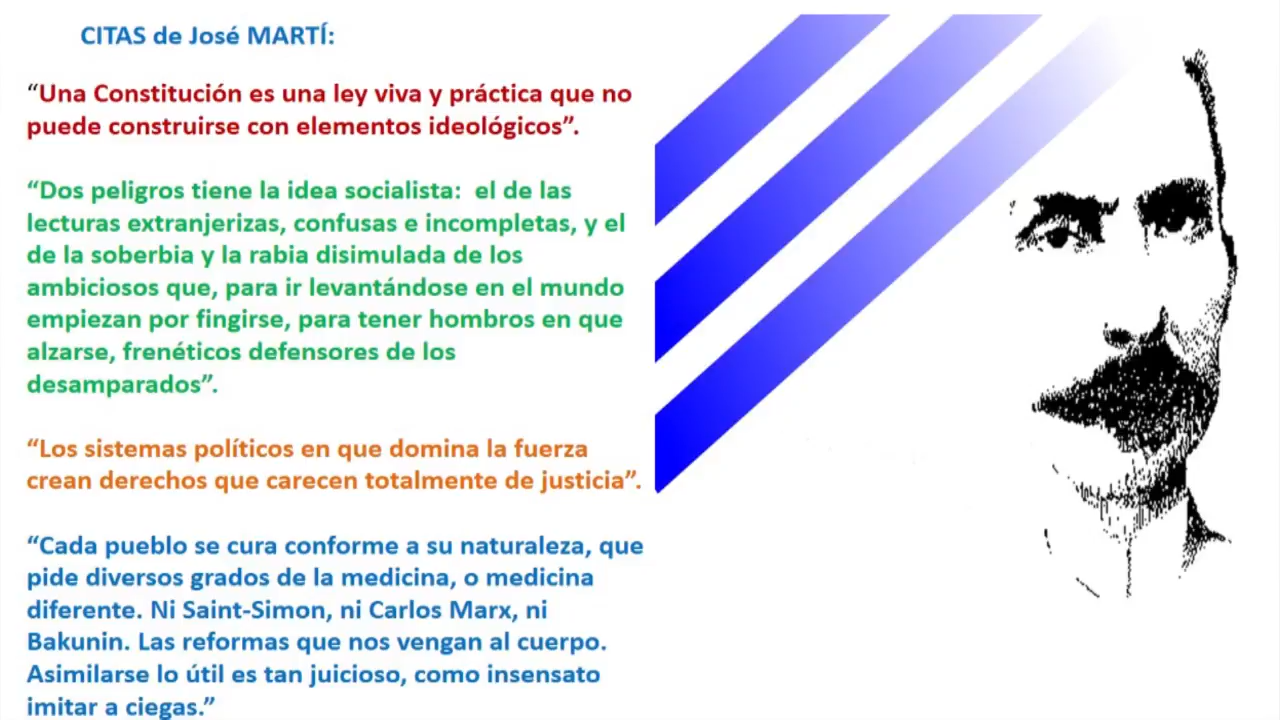 CITAS de José MARTÍ:
“Una Constitución es una ley viva y práctica que no
puede construirse con elementos ideológicos”.
“Dos peligros tiene la idea socialista:  el de las
lecturas extranjerizas, confusas e incompletas, y el
de la soberbia y la rabia disimulada de los
ambiciosos que, para ir levantándose en el mundo
empiezan por fingirse, para tener hombros en que
alzarse, frenéticos defensores de los
desamparados”.
“Los sistemas políticos en que domina la fuerza
crean derechos que carecen totalmente de justicia”.
“Cada pueblo se cura conforme a su naturaleza, que
pide diversos grados de la medicina, o medicina
diferente. Ni Saint-Simon, ni Carlos Marx, ni
Bakunin. Las reformas que nos vengan al cuerpo.
Asimilarse lo útil es tan juicioso, como insensato
imitar a ciegas.”